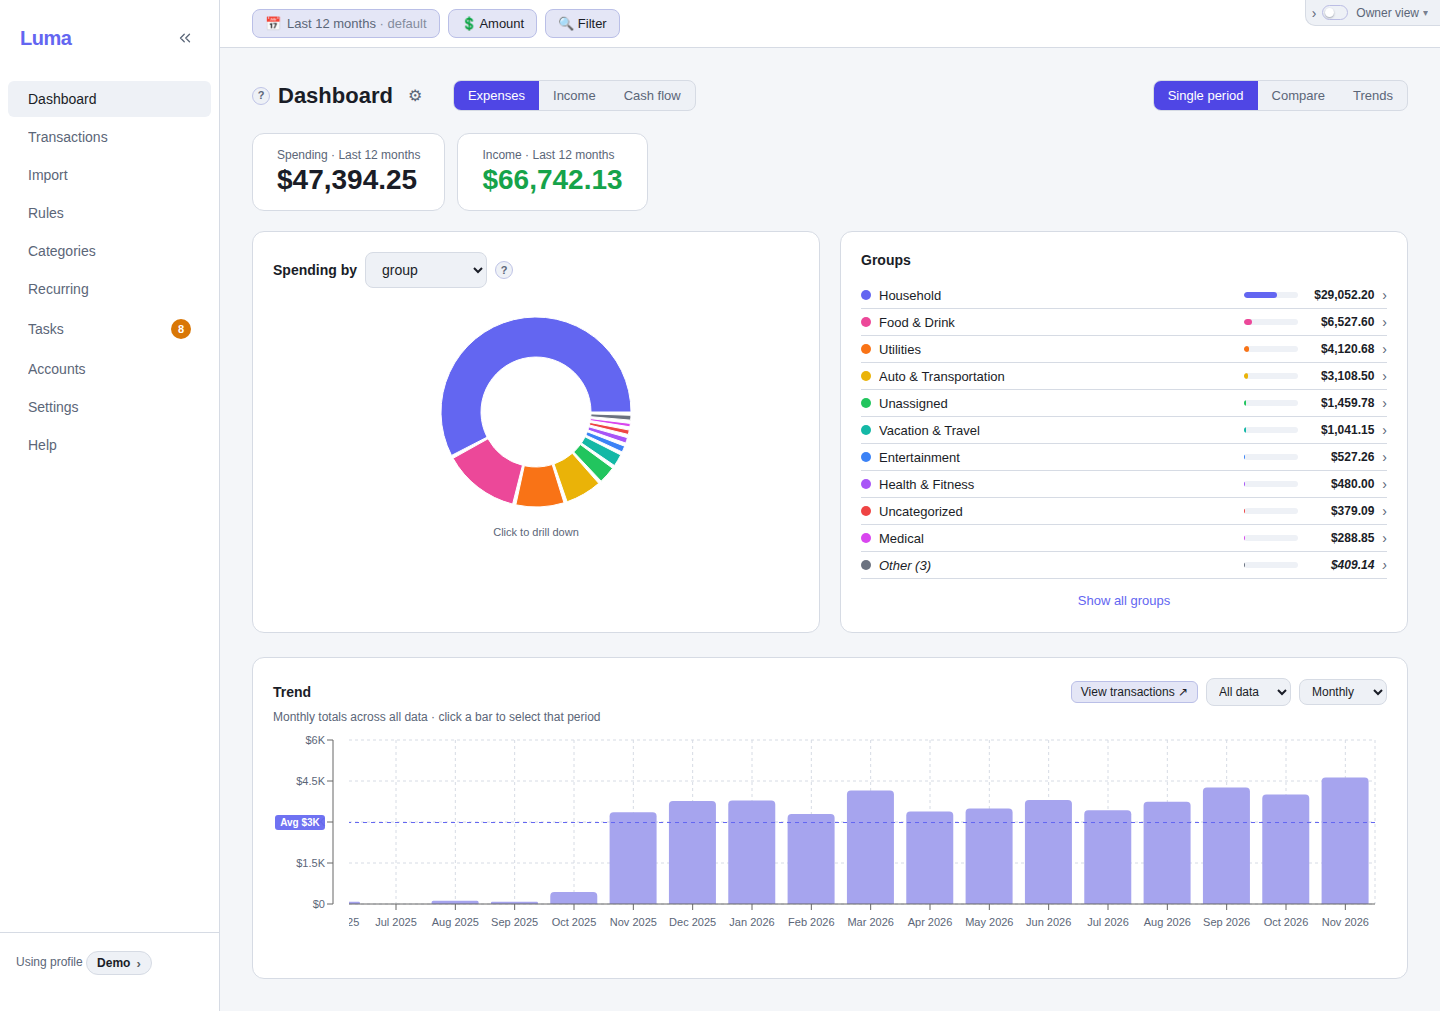 Luma
Dashboard
Transactions
Import
Rules
Categories
Recurring
Tasks 8
Accounts
Settings
Help
Using profile Demo ›
Last 12 months · default
Amount
Filter
› Owner view ▾
? Dashboard
Expenses Income Cash flow
Single period Compare Trends
Spending · Last 12 months
$47,394.25
Income · Last 12 months
$66,742.13
Spending by group ?
Click to drill down
Groups
Household $29,052.20 ›
Food & Drink $6,527.60 ›
Utilities $4,120.68 ›
Auto & Transportation $3,108.50 ›
Unassigned $1,459.78 ›
Vacation & Travel $1,041.15 ›
Entertainment $527.26 ›
Health & Fitness $480.00 ›
Uncategorized $379.09 ›
Medical $288.85 ›
Other (3) $409.14 ›
Show all groups
Trend
View transactions ↗ All data Monthly
Monthly totals across all data · click a bar to select that period
$6K
$4.5K
Avg $3K
$1.5K
$0
25 Jul 2025 Aug 2025 Sep 2025 Oct 2025 Nov 2025 Dec 2025 Jan 2026 Feb 2026 Mar 2026 Apr 2026 May 2026 Jun 2026 Jul 2026 Aug 2026 Sep 2026 Oct 2026 Nov 2026